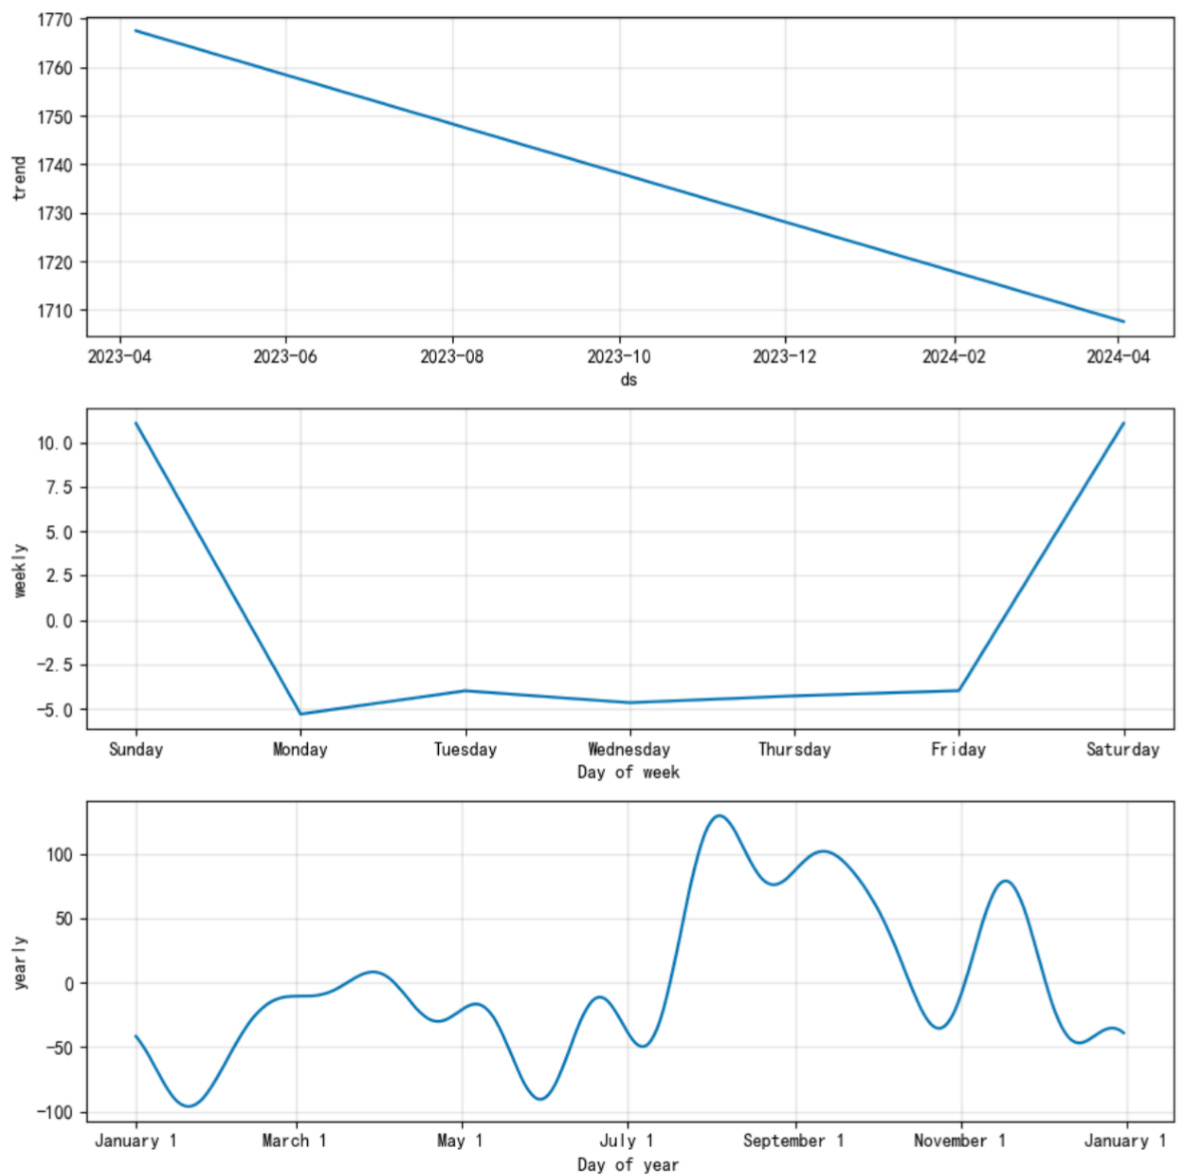 1770
1760
1750
1740
1730
1720
1710
trend
2023-04 2023-06 2023-08 2023-10 2023-12 2024-02 2024-04
ds
10.0
7.5
5.0
2.5
0.0
−2.5
−5.0
weekly
Sunday Monday Tuesday Wednesday Thursday Friday Saturday
Day of week
100
50
0
−50
−100
yearly
January 1 March 1 May 1 July 1 September 1 November 1 January 1
Day of year